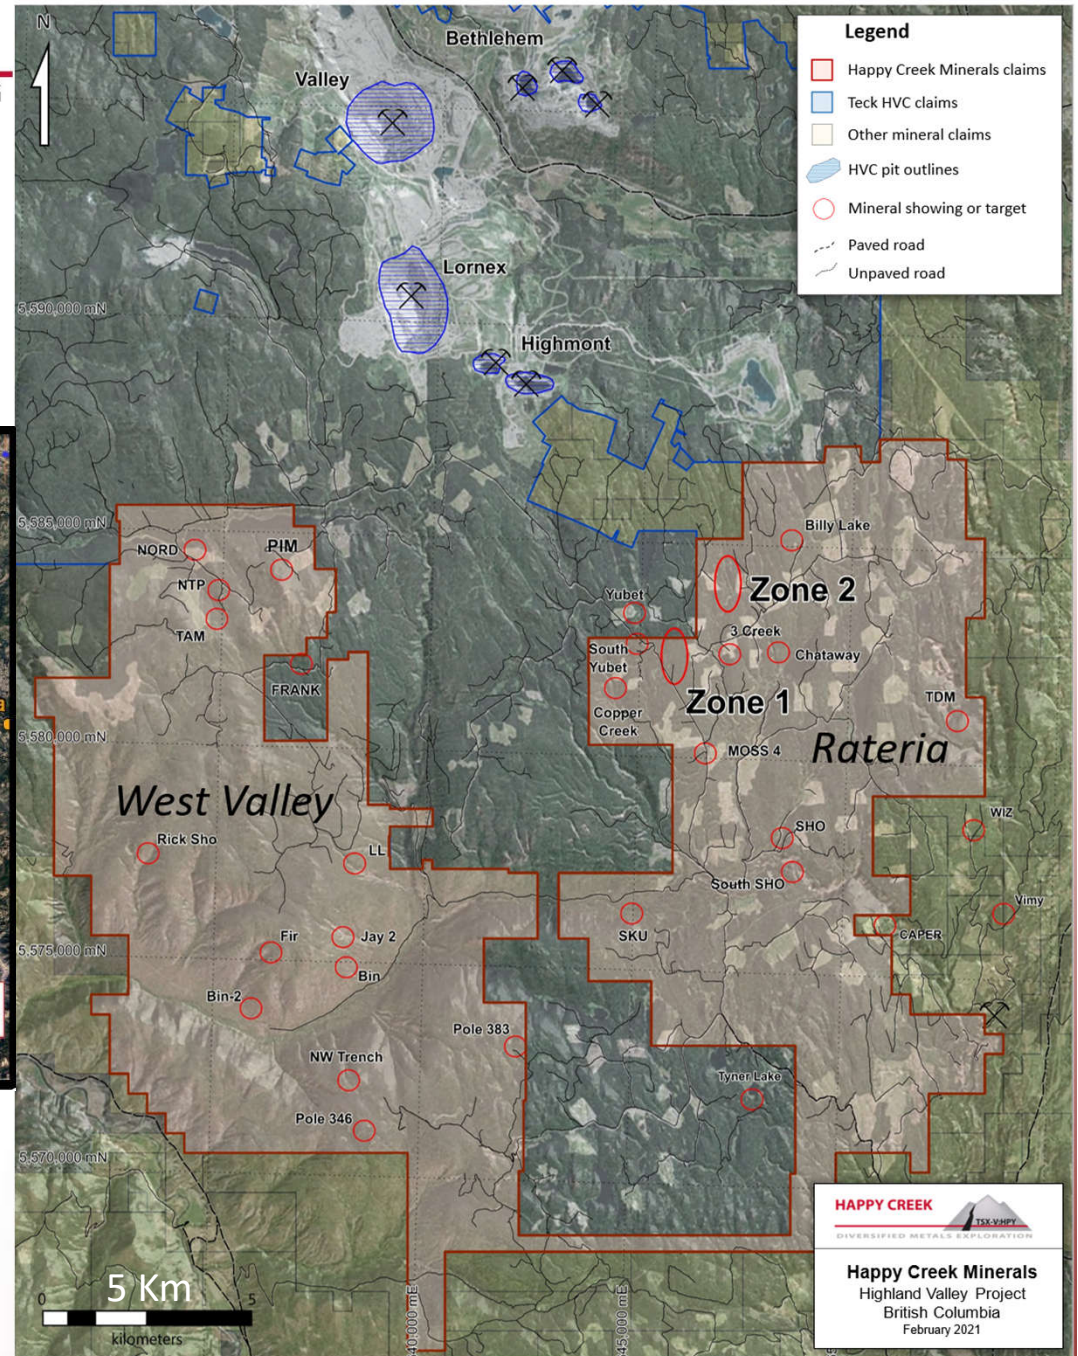 N
Bethlehem
Valley
Legend
Happy Creek Minerals claims
Teck HVC claims
Other mineral claims
HVC pit outlines
Mineral showing or target
Paved road
Unpaved road
Lornex
5,590,000 mN
Highmont
5,585,000 mN
Billy Lake
NORD
PIM
NTP
Zone 2
Yubet
TAM
3 Creek
South
Yubet
Chataway
FRANK
Zone 1
TDM
Copper
Creek
5,580,000 mN
MOSS 4
Rateria
West Valley
WIZ
SHO
Rick Sho
LL
South SHO
Vimy
SKU
CAPER
Fir
Jay 2
5,575,000 mN
Bin
Bin-2
Pole 383
NW Trench
Tyner Lake
Pole 346
5,570,000 mN
HAPPY CREEK
TSX-V:HPY
DIVERSIFIED METALS EXPLORATION
Happy Creek Minerals
Highland Valley Project
British Columbia
February 2021
5 Km
0 5
kilometers
40,000 mE
645,000 mE